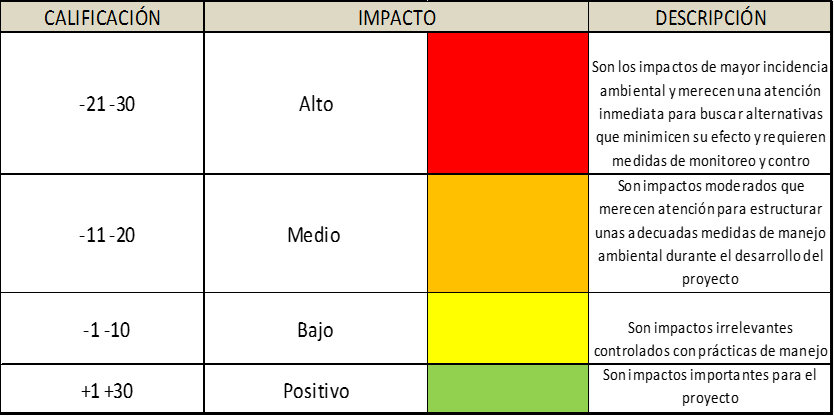 CALIFICACIÓN IMPACTO DESCRIPCIÓN
-21 -30 Alto
Son los impactos de mayor incidencia
ambiental y merecen una atención
inmediata para buscar alternativas
que minimicen su efecto y requieren
medidas de monitoreo y contro
-11 -20 Medio
Son impactos moderados que
merecen atención para estructurar
unas adecuadas medidas de manejo
ambiental durante el desarrollo del
proyecto
-1 -10 Bajo
Son impactos irrelevantes
controlados con prácticas de manejo
+1 +30 Positivo
Son impactos importantes para el
proyecto